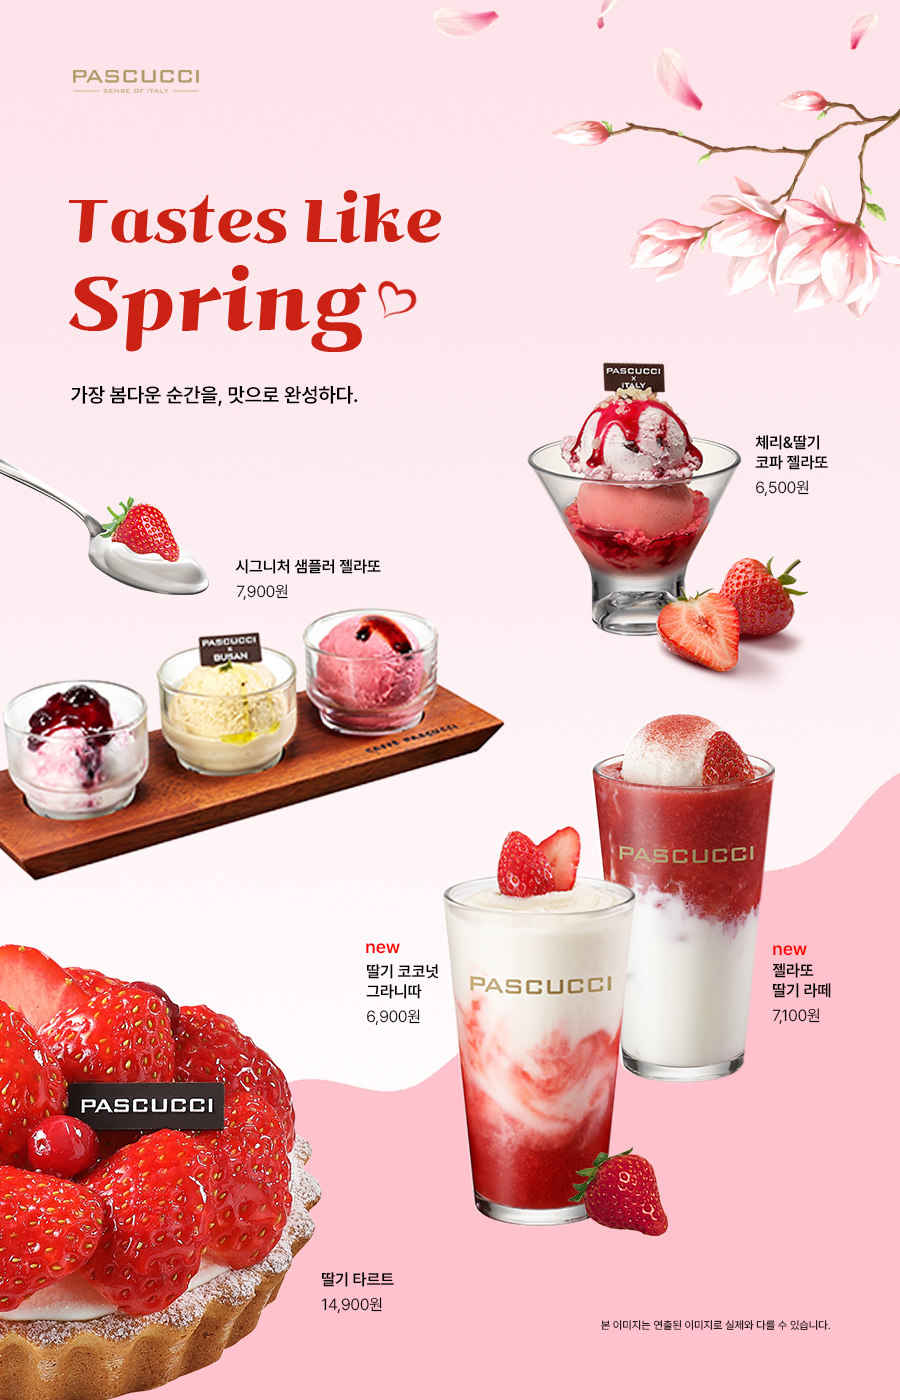 PASCUCCI
SENSE OF ITALY
Tastes Like
Spring
가장 봄다운 순간을, 맛으로 완성하다.
PASCUCCI
×
ITALY
체리&딸기
코파 젤라또
6,500원
시그니처 샘플러 젤라또
7,900원
PASCUCCI
×
BUSAN
CAFFÈ PASCUCCI
PASCUCCI
new
딸기 코코넛
그라니따
6,900원
PASCUCCI
new
젤라또
딸기 라떼
7,100원
PASCUCCI
딸기 타르트
14,900원
본 이미지는 연출된 이미지로 실제와 다를 수 있습니다.